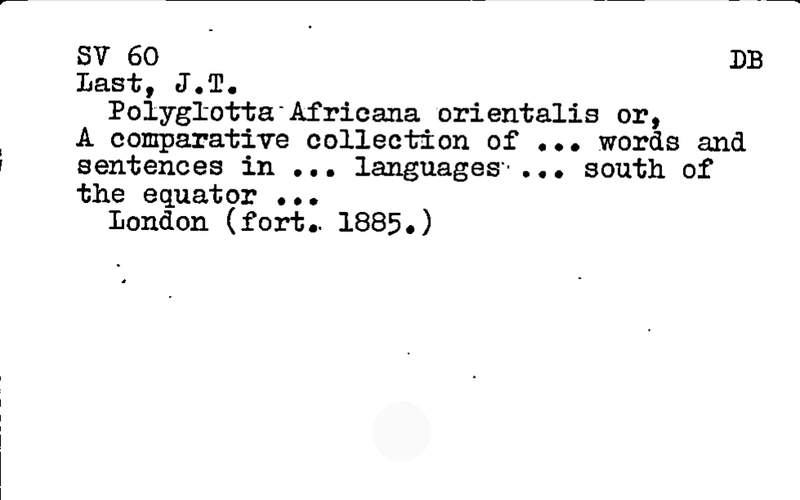 SV 60 DB
Last, J.T.
Polyglotta Africana orientalis or,
A comparative collection of ... words and
sentences in ... languages ... south of
the equator ...
London (fort. 1885.)